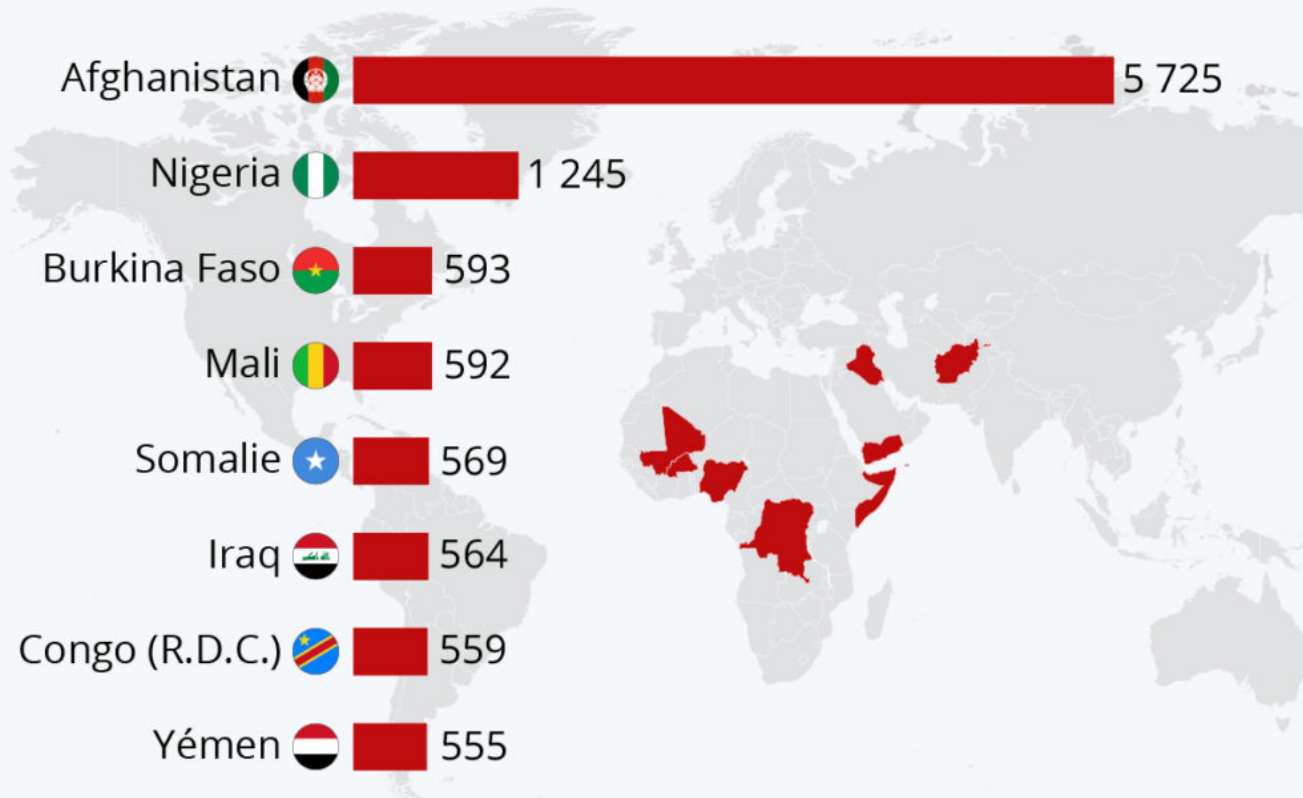 Afghanistan 5 725
Nigeria 1 245
Burkina Faso 593
Mali 592
Somalie 569
Iraq 564
Congo (R.D.C.) 559
Yémen 555